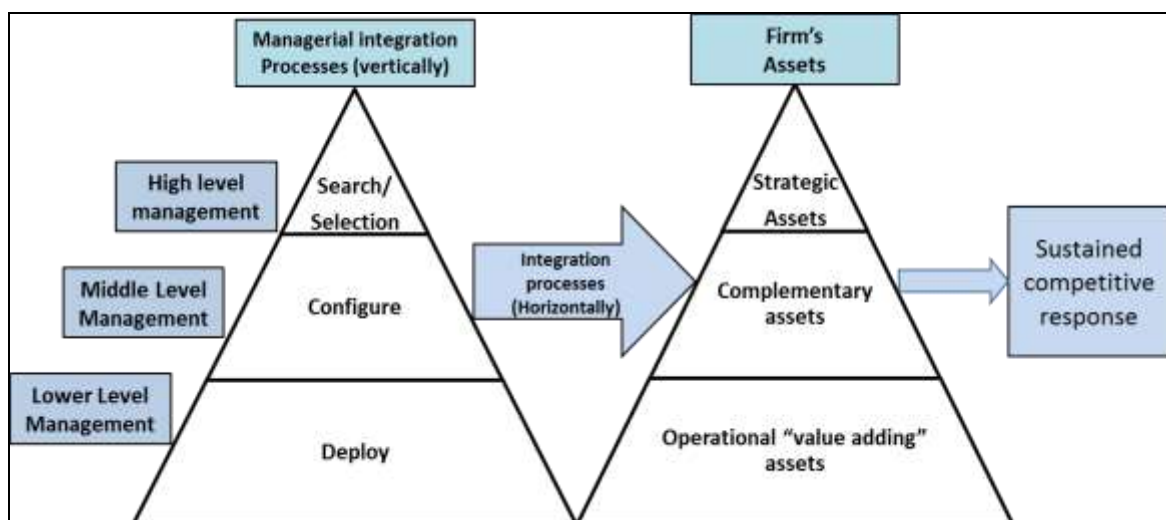 Managerial integration
Processes (vertically)
Firm's
Assets
High level
management
Search/
Selection
Strategic
Assets
Middle Level
Management
Configure
Integration
processes
(Horizontally)
Complementary
assets
Sustained
competitive
response
Lower Level
Management
Deploy
Operational “value adding”
assets